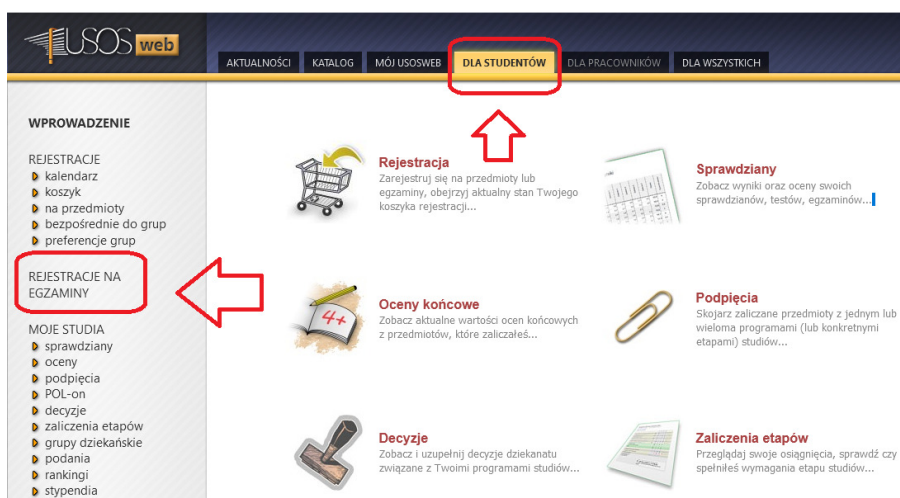 USOS web
AKTUALNOŚCI KATALOG MÓJ USOSWEB DLA STUDENTÓW DLA PRACOWNIKÓW DLA WSZYSTKICH
WPROWADZENIE
REJESTRACJE
kalendarz
koszyk
na przedmioty
bezpośrednie do grup
preferencje grup
REJESTRACJE NA
EGZAMINY
MOJE STUDIA
sprawdziany
oceny
podpięcia
POL-on
decyzje
zaliczenia etapów
grupy dziekańskie
podania
rankingi
stypendia
Rejestracja
Zarejestruj się na przedmioty lub
egzaminy, obejrzyj aktualny stan Twojego
koszyka rejestracji...
Sprawdziany
Zobacz wyniki oraz oceny swoich
sprawdzianów, testów, egzaminów...
4+
Oceny końcowe
Zobacz aktualne wartości ocen końcowych
z przedmiotów, które zaliczałeś...
Podpięcia
Skojarz zaliczane przedmioty z jednym lub
wieloma programami (lub konkretnymi
etapami) studiów...
Decyzje
Zobacz i uzupełnij decyzje dziekanatu
związane z Twoimi programami studiów...
Zaliczenia etapów
Przeglądaj swoje osiągnięcia, sprawdź czy
spełniłeś wymagania etapu studiów...